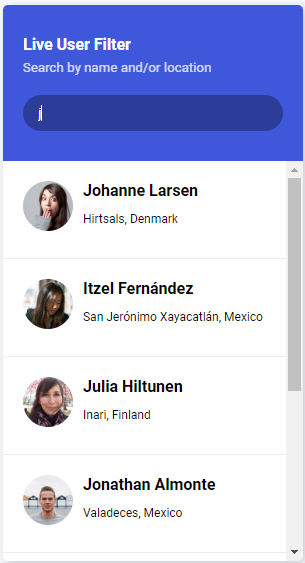 Live User Filter
Search by name and/or location
j
Johanne Larsen
Hirtsals, Denmark
Itzel Fernández
San Jerónimo Xayacatlán, Mexico
Julia Hiltunen
Inari, Finland
Jonathan Almonte
Valadeces, Mexico